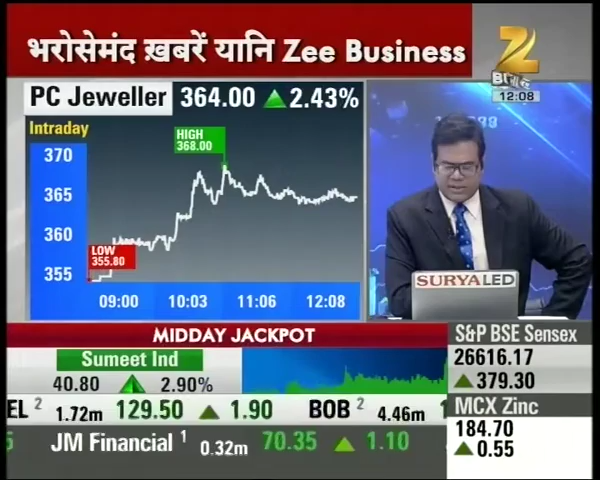 भरोसेमंद ख़बरें यानि Zee Business
Z
12:08
PC Jeweller 364.00 2.43%
Intraday
370
365
360
355
HIGH
368.00
LOW
355.80
09:00 10:03 11:06 12:08
SURYA LED
MIDDAY JACKPOT
Sumeet Ind
40.80 2.90%
S&P BSE Sensex
26616.17
379.30
EL 2 1.72m 129.50 1.90 BOB 2 4.46m
MCX Zinc
184.70
0.55
JM Financial 1 0.32m 70.35 1.10